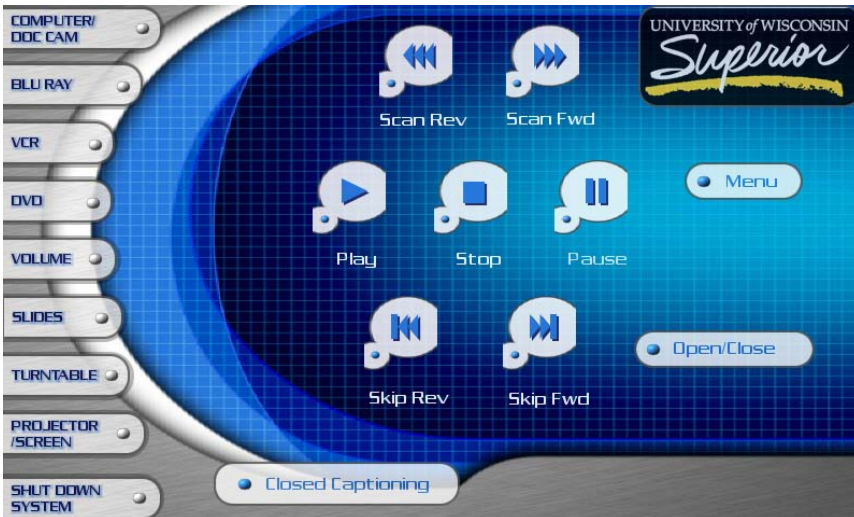 COMPUTER/
DOC CAM
BLU RAY
VCR
DVD
VOLUME
SLIDES
TURNTABLE
PROJECTOR
/SCREEN
SHUT DOWN
SYSTEM
Scan Rev
Scan Fwd
Play
Stop
Pause
Skip Rev
Skip Fwd
UNIVERSITY of WISCONSIN
Superior
Menu
Open/Close
Closed Captioning